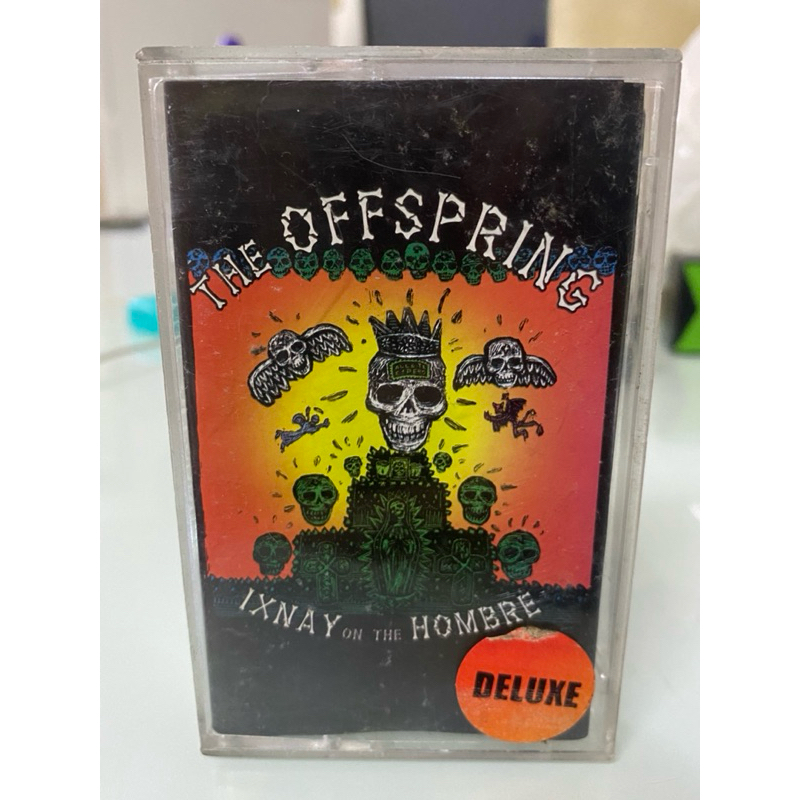 THE OFFSPRING
IXNAY ON THE HOMBRE
DELUXE